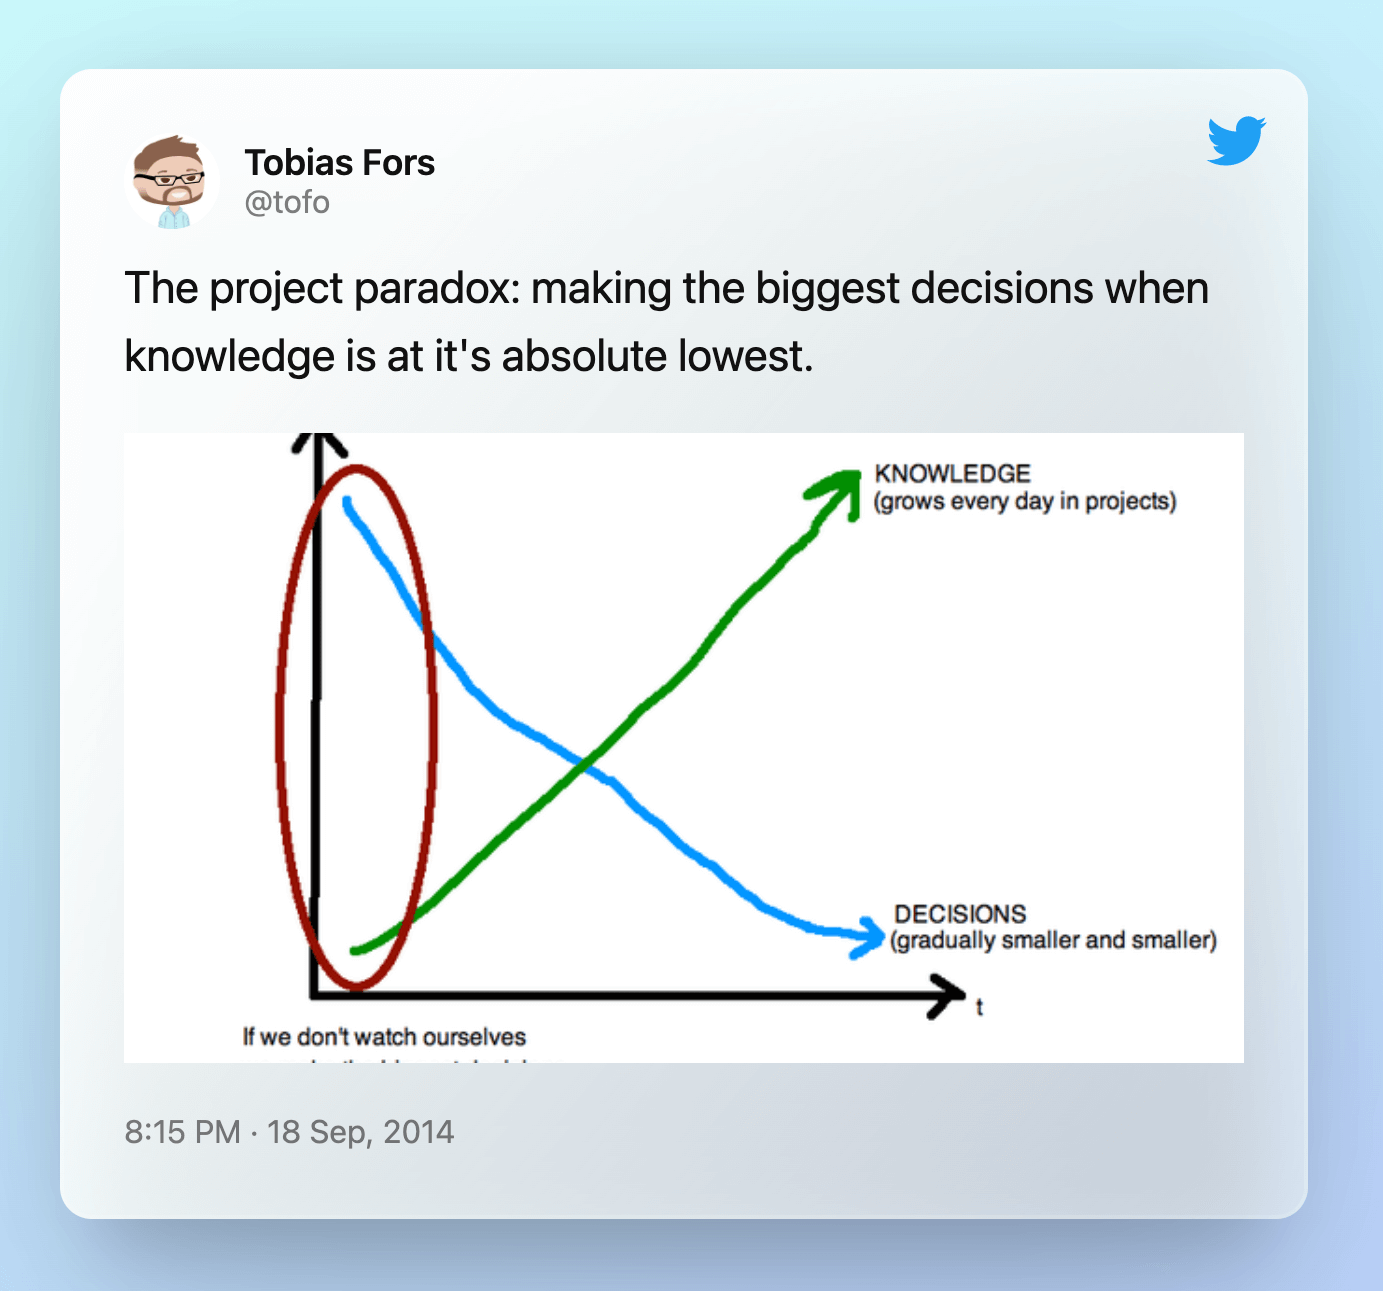 Tobias Fors
@tofo
The project paradox: making the biggest decisions when
knowledge is at it's absolute lowest.
KNOWLEDGE
(grows every day in projects)
DECISIONS
(gradually smaller and smaller)
t
If we don't watch ourselves
8:15 PM · 18 Sep, 2014